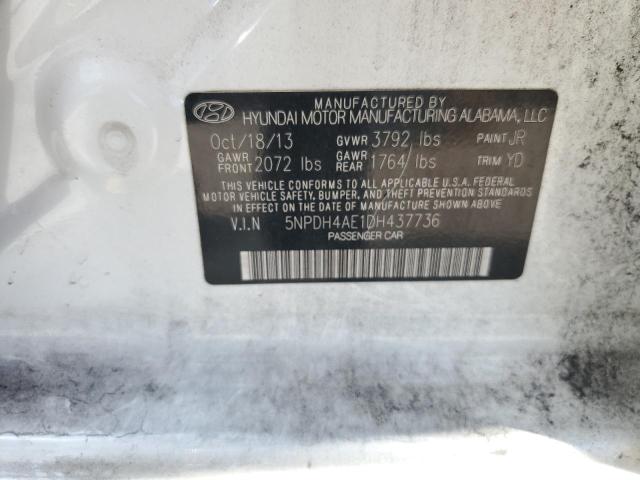 MANUFACTURED BY
HYUNDAI MOTOR MANUFACTURING ALABAMA, LLC
Oct/18/13 GVWR 3792 lbs PAINT JR
GAWR FRONT 2072 lbs GAWR REAR 1764 lbs TRIM YD
THIS VEHICLE CONFORMS TO ALL APPLICABLE U.S.A. FEDERAL
MOTOR VEHICLE SAFETY, BUMPER, AND THEFT PREVENTION STANDARDS
IN EFFECT ON THE DATE OF MANUFACTURE SHOWN ABOVE.
V.I.N 5NPDH4AE1DH437736
PASSENGER CAR